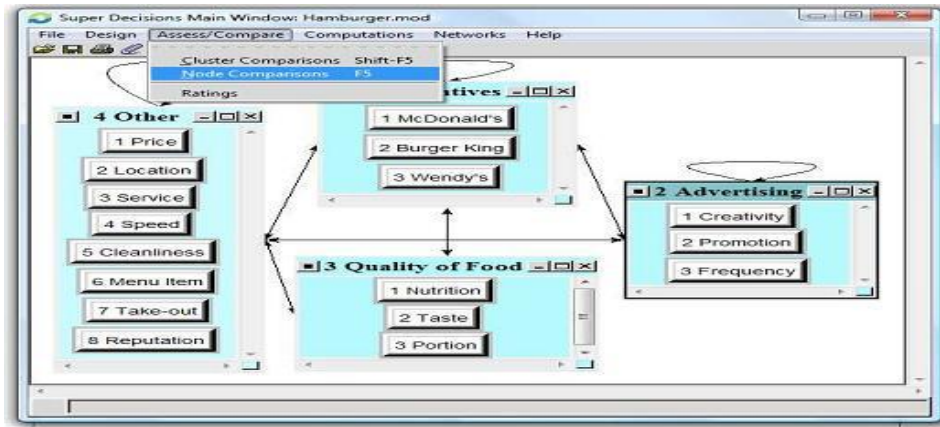 Super Decisions Main Window: Hamburger.mod
File Design Assess/Compare Computations Networks Help
Cluster Comparisons Shift-F5
Node Comparisons F5
Ratings
4 Other
1 Price
2 Location
3 Service
4 Speed
5 Cleanliness
6 Menu Item
7 Take-out
8 Reputation
atives
1 McDonald's
2 Burger King
3 Wendy's
2 Advertising
1 Creativity
2 Promotion
3 Frequency
3 Quality of Food
1 Nutrition
2 Taste
3 Portion